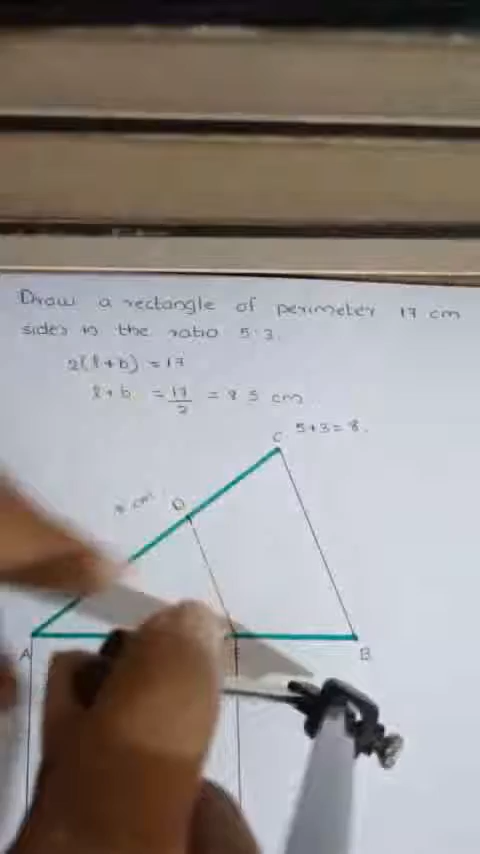 Draw a rectangle of perimeter 17 cm
sides in the ratio 5:3.
2(l+b) = 17
l+b = 17/2 = 8.5 cm
5+3=8.
C
D
A
B